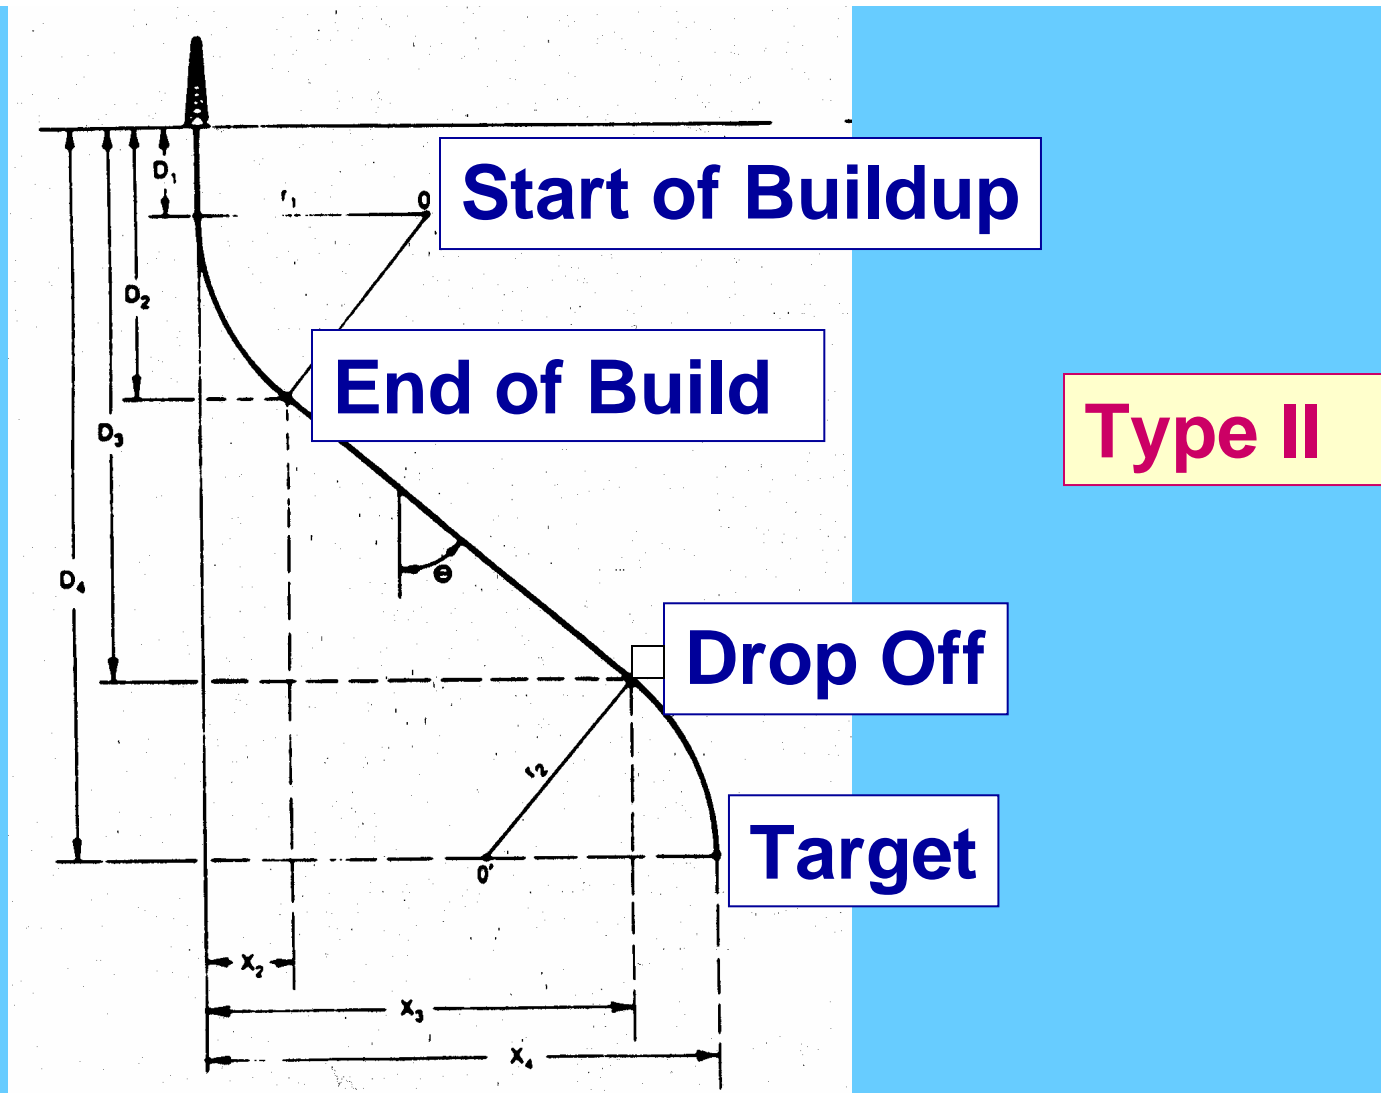 D₁
r₁
O
Start of Buildup
D₂
End of Build
Type II
D₃
D₄
Θ
Drop Off
r₂
Target
O'
X₂
X₃
X₄